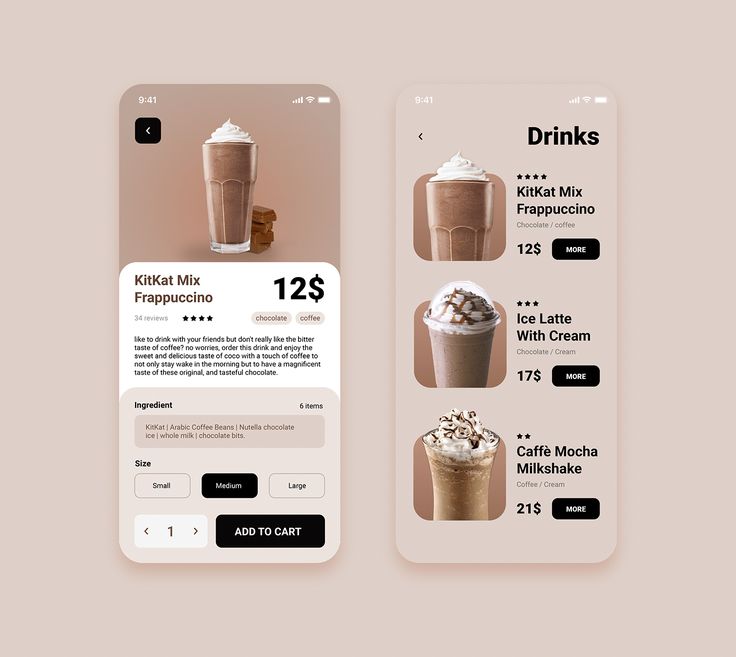 9:41
KitKat Mix
Frappuccino
12$
34 reviews
chocolate
coffee
like to drink with your friends but don't really like the bitter
taste of coffee? no worries, order this drink and enjoy the
sweet and delicious taste of coco with a touch of coffee to
not only stay wake in the morning but to have a magnificent
taste of these original, and tasteful chocolate.
Ingredient
6 items
KitKat | Arabic Coffee Beans | Nutella chocolate
ice | whole milk | chocolate bits.
Size
Small
Medium
Large
1
ADD TO CART
9:41
Drinks
KitKat Mix
Frappuccino
Chocolate / coffee
12$
MORE
Ice Latte
With Cream
Chocolate / Cream
17$
MORE
Caffè Mocha
Milkshake
Coffee / Cream
21$
MORE